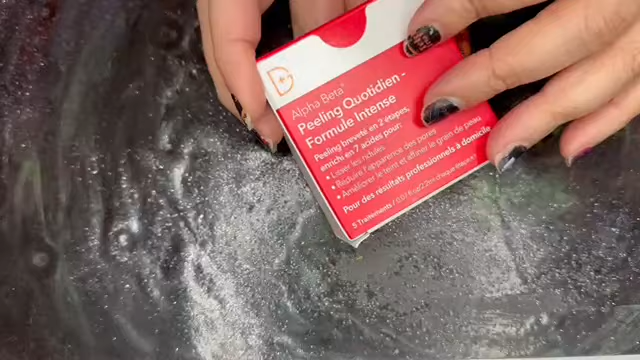 Alpha Beta®
Peeling Quotidien -
Formule Intense
Peeling breveté en 2 étapes,
enrichi en 7 acides pour:
• Lisser les ridules.
• Réduire l'apparence des pores
• Améliorer le teint et affiner le grain de peau
Pour des résultats professionnels à domicile
5 Traitements /